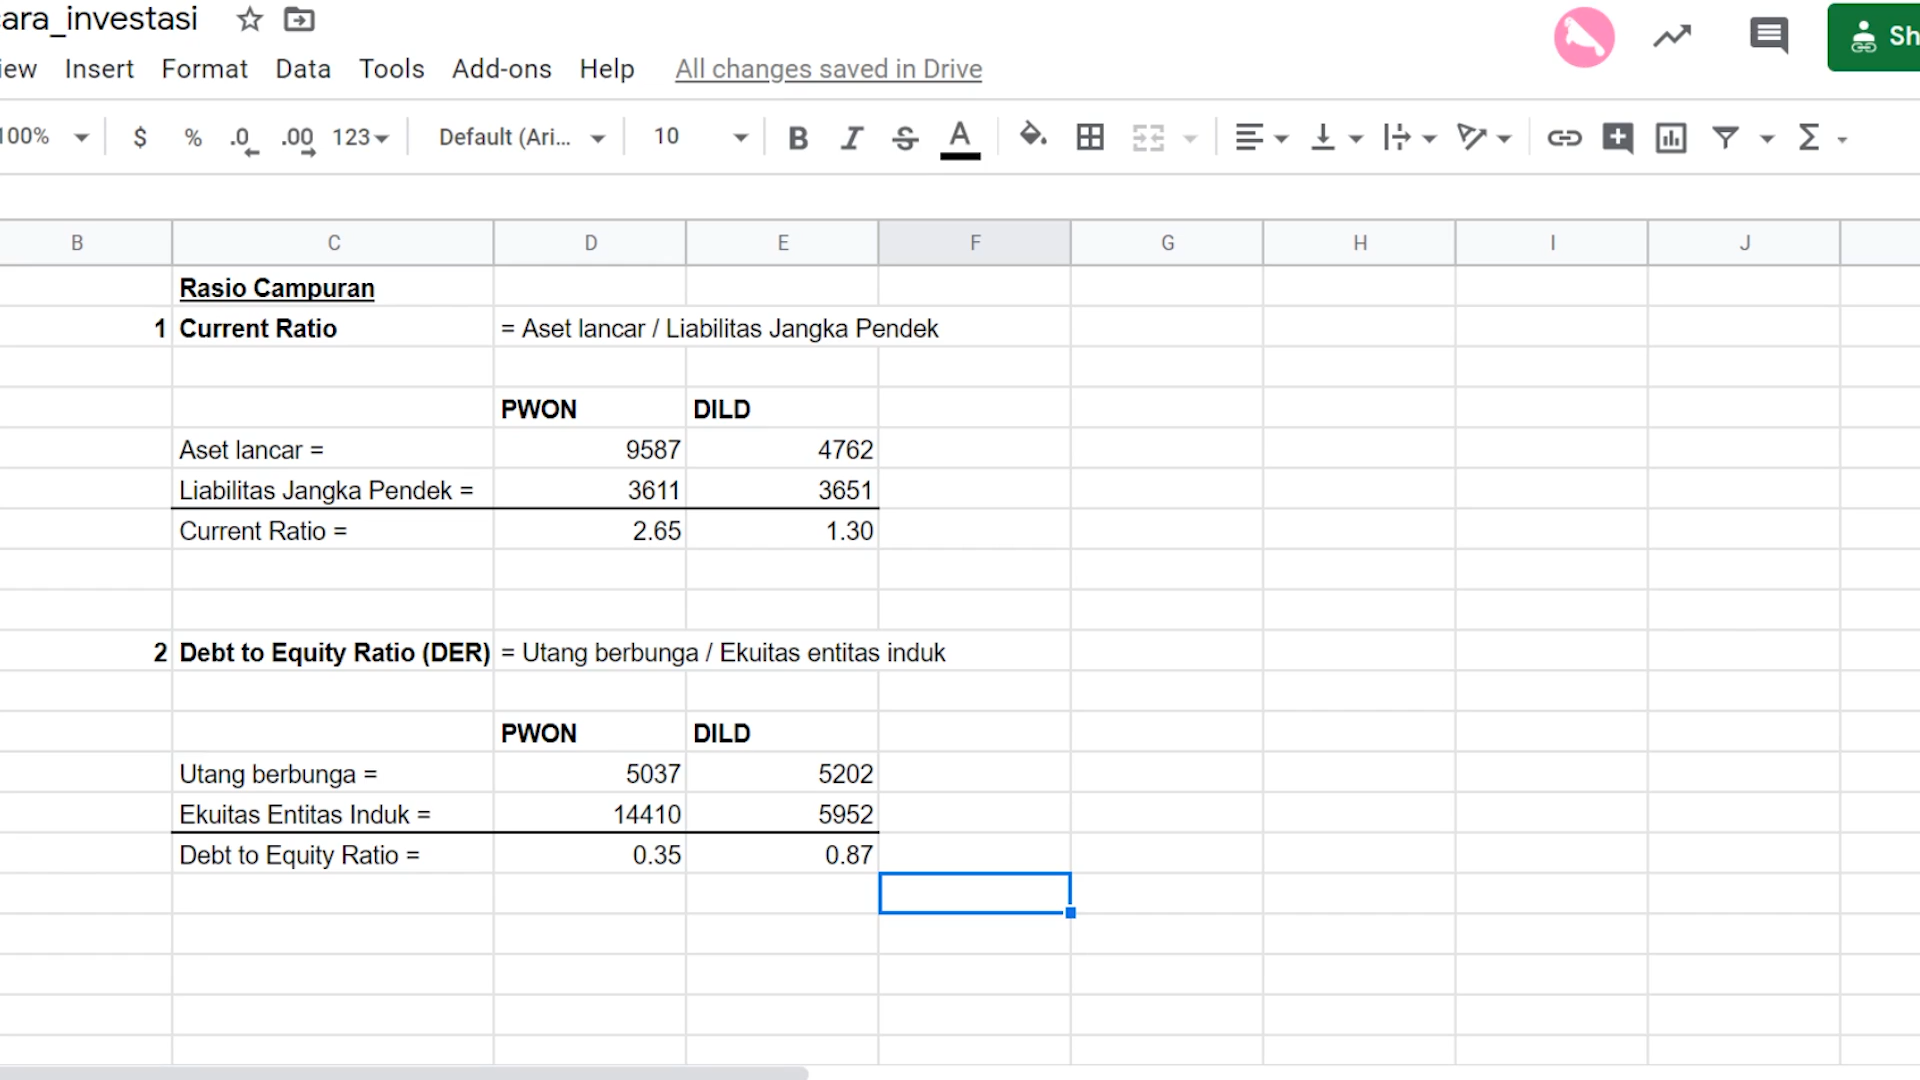 ara_investasi
iew Insert Format Data Tools Add-ons Help All changes saved in Drive
Sh
100% $ % .0 .00 123 Default (Ari... 10 B I S A
B C D E F G H I J
Rasio Campuran
1 Current Ratio = Aset lancar / Liabilitas Jangka Pendek
PWON DILD
Aset lancar = 9587 4762
Liabilitas Jangka Pendek = 3611 3651
Current Ratio = 2.65 1.30
2 Debt to Equity Ratio (DER) = Utang berbunga / Ekuitas entitas induk
PWON DILD
Utang berbunga = 5037 5202
Ekuitas Entitas Induk = 14410 5952
Debt to Equity Ratio = 0.35 0.87